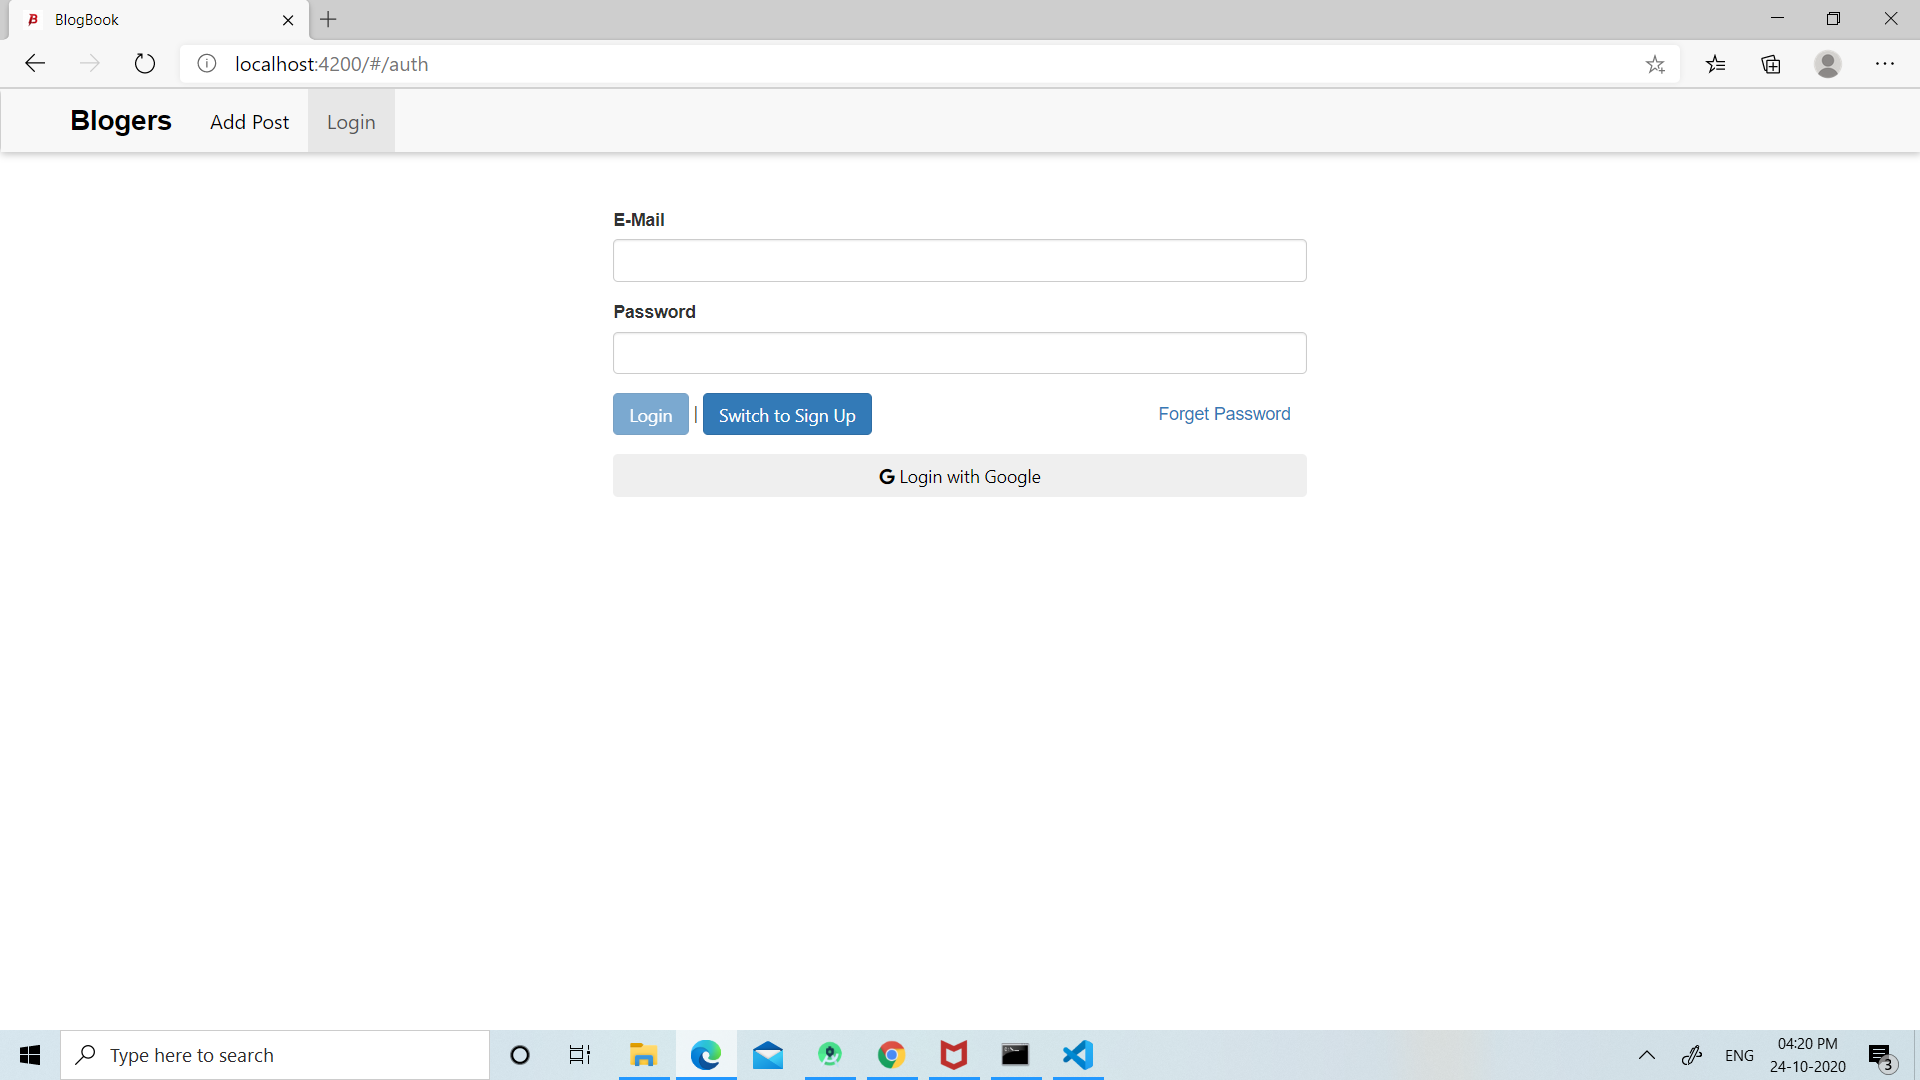 BlogBook
localhost:4200/#/auth
Blogers Add Post Login
E-Mail
Password
Login | Switch to Sign Up Forget Password
G Login with Google
Type here to search
ENG
04:20 PM
24-10-2020
3